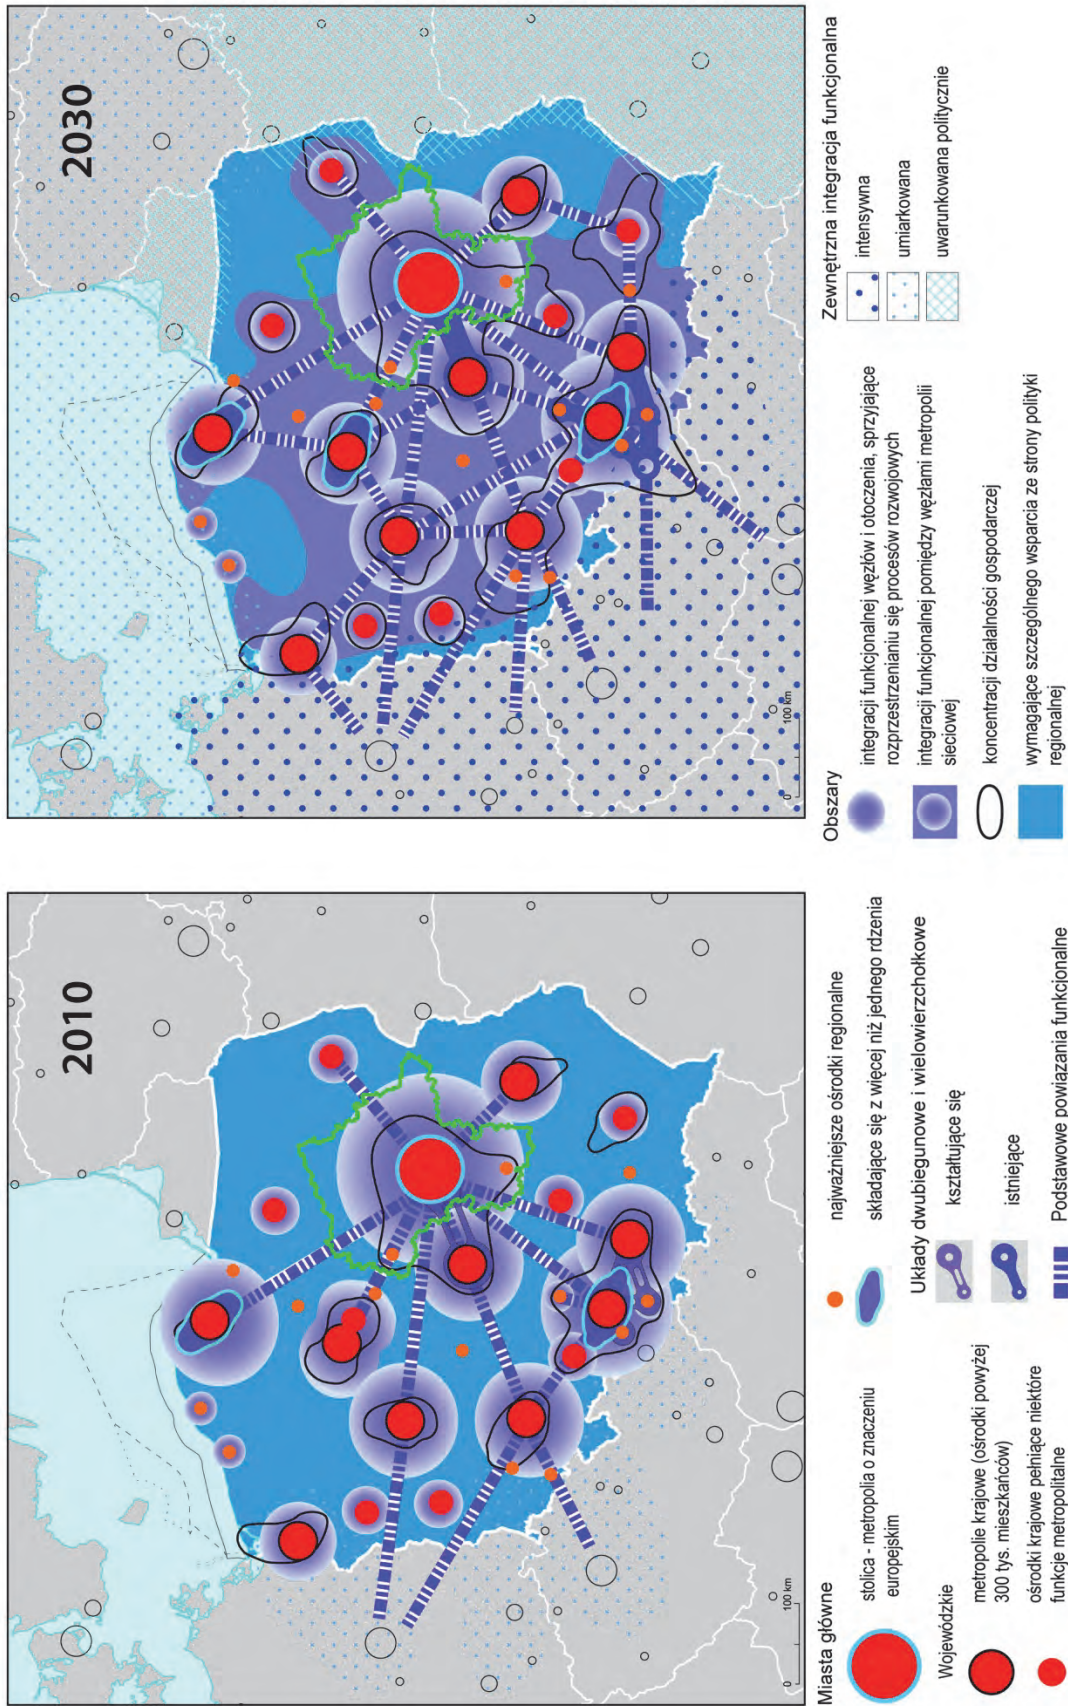 2010
0
100 km
2030
0
100 km
Miasta główne
stolica - metropolia o znaczeniu
europejskim
Wojewódzkie
metropolie krajowe (ośrodki powyżej
300 tys. mieszkańców)
ośrodki krajowe pełniące niektóre
funkcje metropolitalne
najważniejsze ośrodki regionalne
składające się z więcej niż jednego rdzenia
Układy dwubiegunowe i wielowierzchołkowe
kształtujące się
istniejące
Podstawowe powiązania funkcjonalne
Obszary
integracji funkcjonalnej węzłów i otoczenia, sprzyjające
rozprzestrzenianiu się procesów rozwojowych
integracji funkcjonalnej pomiędzy węzłami metropolii
sieciowej
koncentracji działalności gospodarczej
wymagające szczególnego wsparcia ze strony polityki
regionalnej
Zewnętrzna integracja funkcjonalna
intensywna
umiarkowana
uwarunkowana politycznie